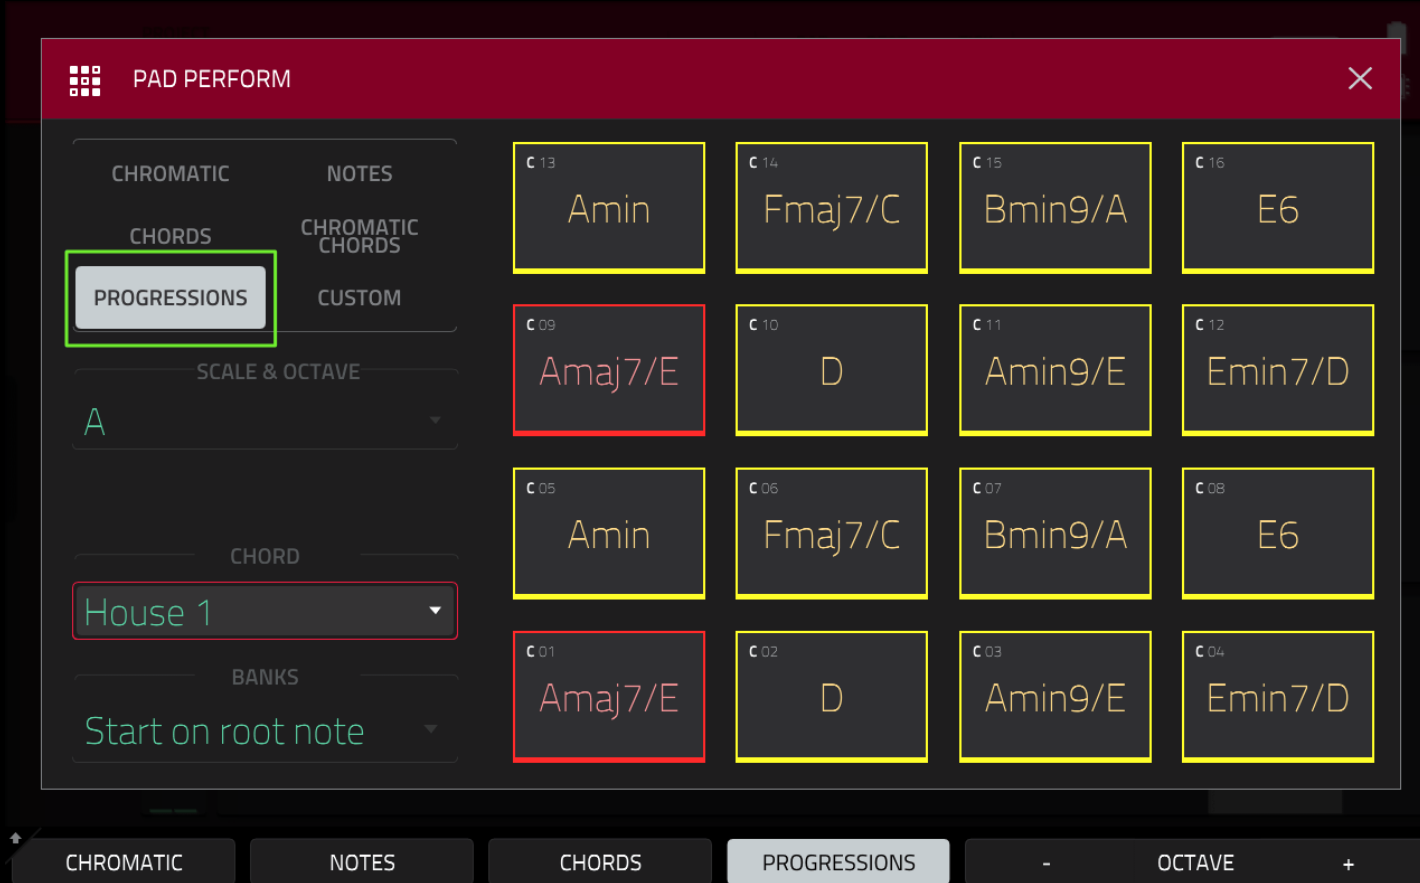 PAD PERFORM
CHROMATIC NOTES
CHORDS CHROMATIC CHORDS
PROGRESSIONS CUSTOM
SCALE & OCTAVE
A
CHORD
House 1
BANKS
Start on root note
C 13 C 14 C 15 C 16
Amin Fmaj7/C Bmin9/A E6
C 09 C 10 C 11 C 12
Amaj7/E D Amin9/E Emin7/D
C 05 C 06 C 07 C 08
Amin Fmaj7/C Bmin9/A E6
C 01 C 02 C 03 C 04
Amaj7/E D Amin9/E Emin7/D
CHROMATIC NOTES CHORDS PROGRESSIONS - OCTAVE +